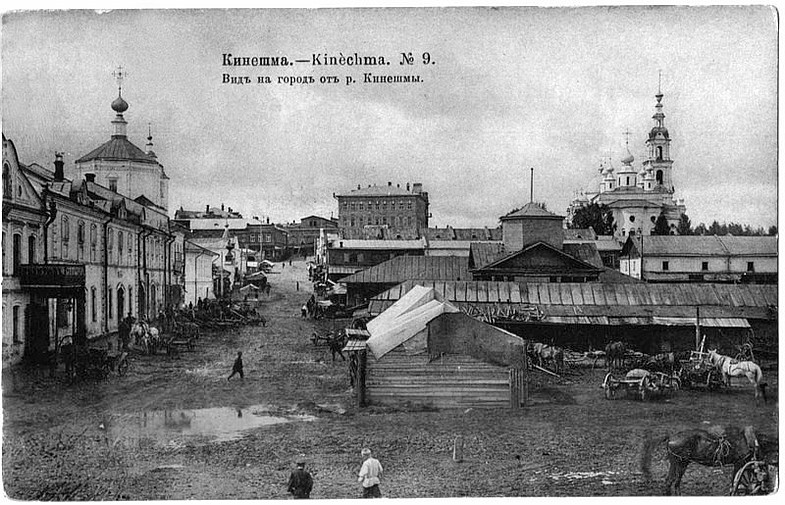 Кинешма.—Kinèchma. № 9.
Видъ на городъ отъ р. Кинешмы.